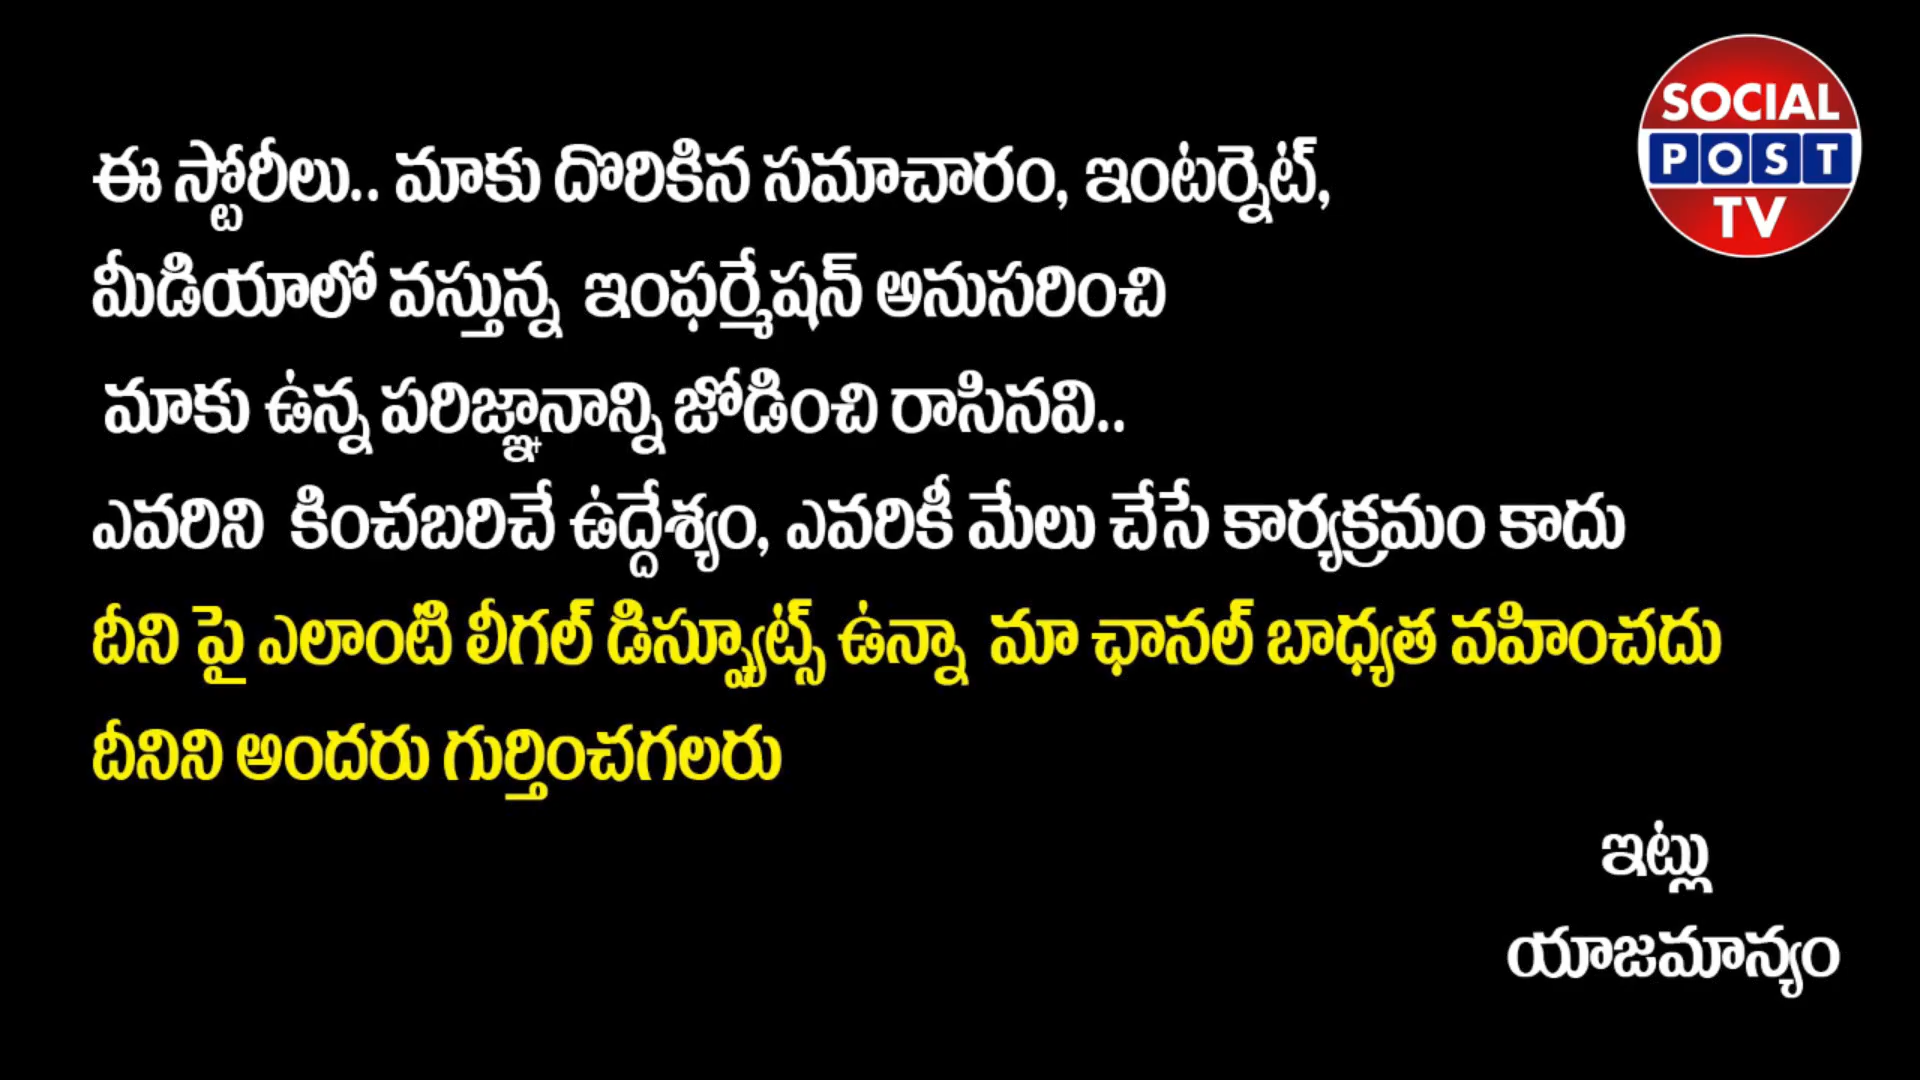 SOCIAL
POST
TV
ఈ స్టోరీలు.. మాకు దొరికిన సమాచారం, ఇంటర్నెట్,
మీడియాలో వస్తున్న ఇంఫర్మేషన్ అనుసరించి
మాకు ఉన్న పరిజ్ఞానాన్ని జోడించి రాసినవి..
ఎవరిని కించబరిచే ఉద్దేశ్యం, ఎవరికీ మేలు చేసే కార్యక్రమం కాదు
దీని పై ఎలాంటి లీగల్ డిస్ప్యూట్స్ ఉన్నా మా ఛానల్ బాధ్యత వహించదు
దీనిని అందరు గుర్తించగలరు
ఇట్లు
యాజమాన్యం